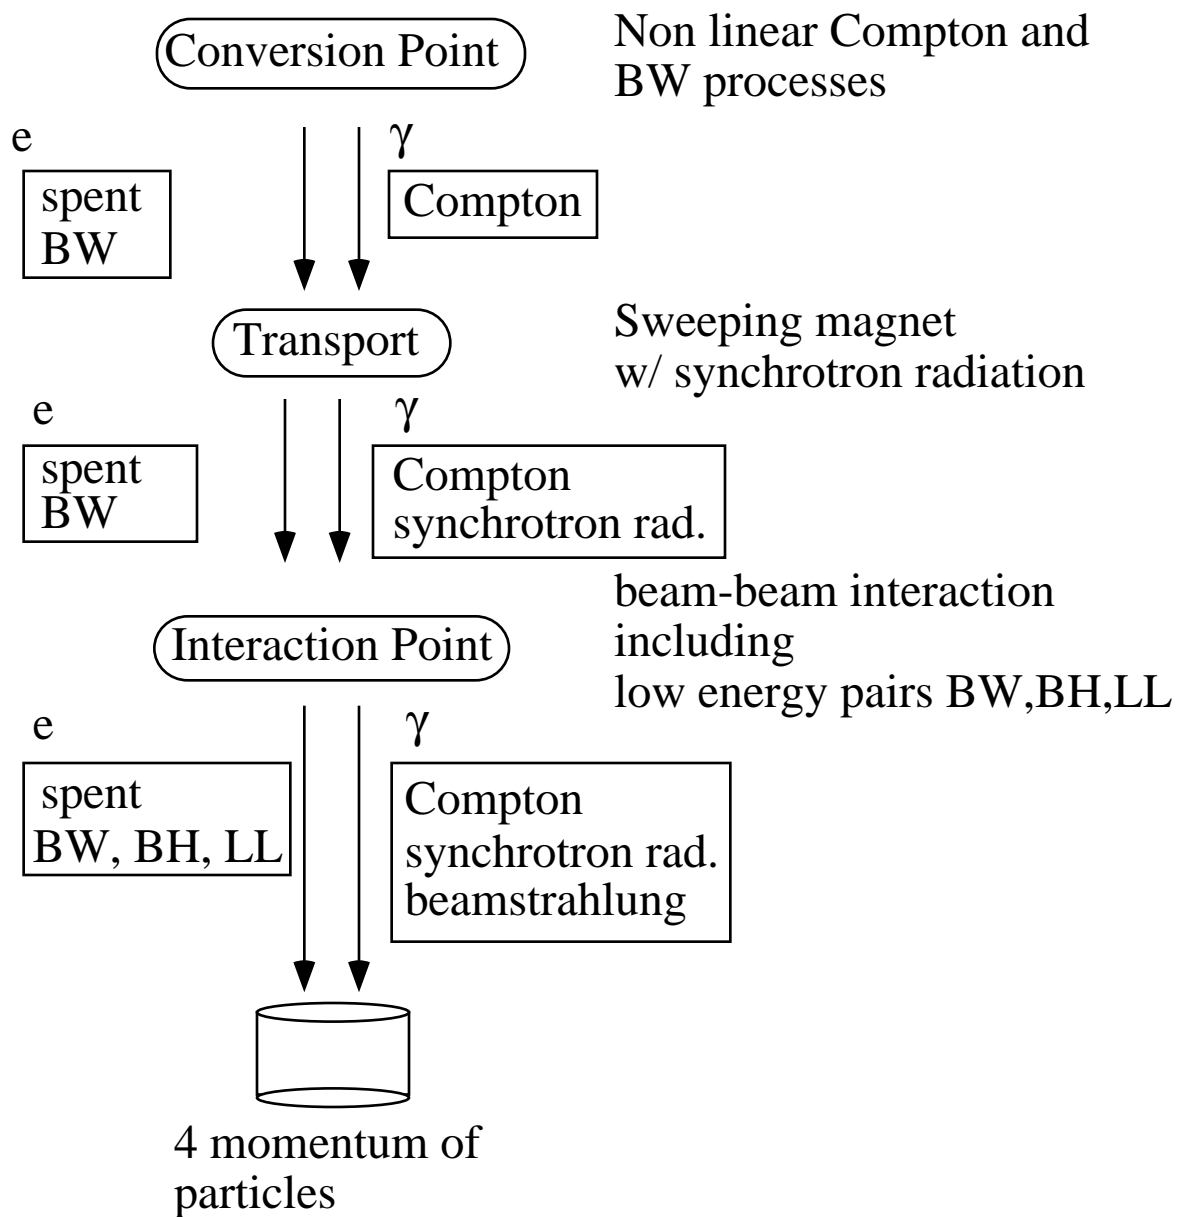 Conversion Point
Non linear Compton and
BW processes
e
γ
spent
BW
Compton
Transport
Sweeping magnet
w/ synchrotron radiation
e
γ
spent
BW
Compton
synchrotron rad.
Interaction Point
beam-beam interaction
including
low energy pairs BW,BH,LL
e
γ
spent
BW, BH, LL
Compton
synchrotron rad.
beamstrahlung
4 momentum of
particles